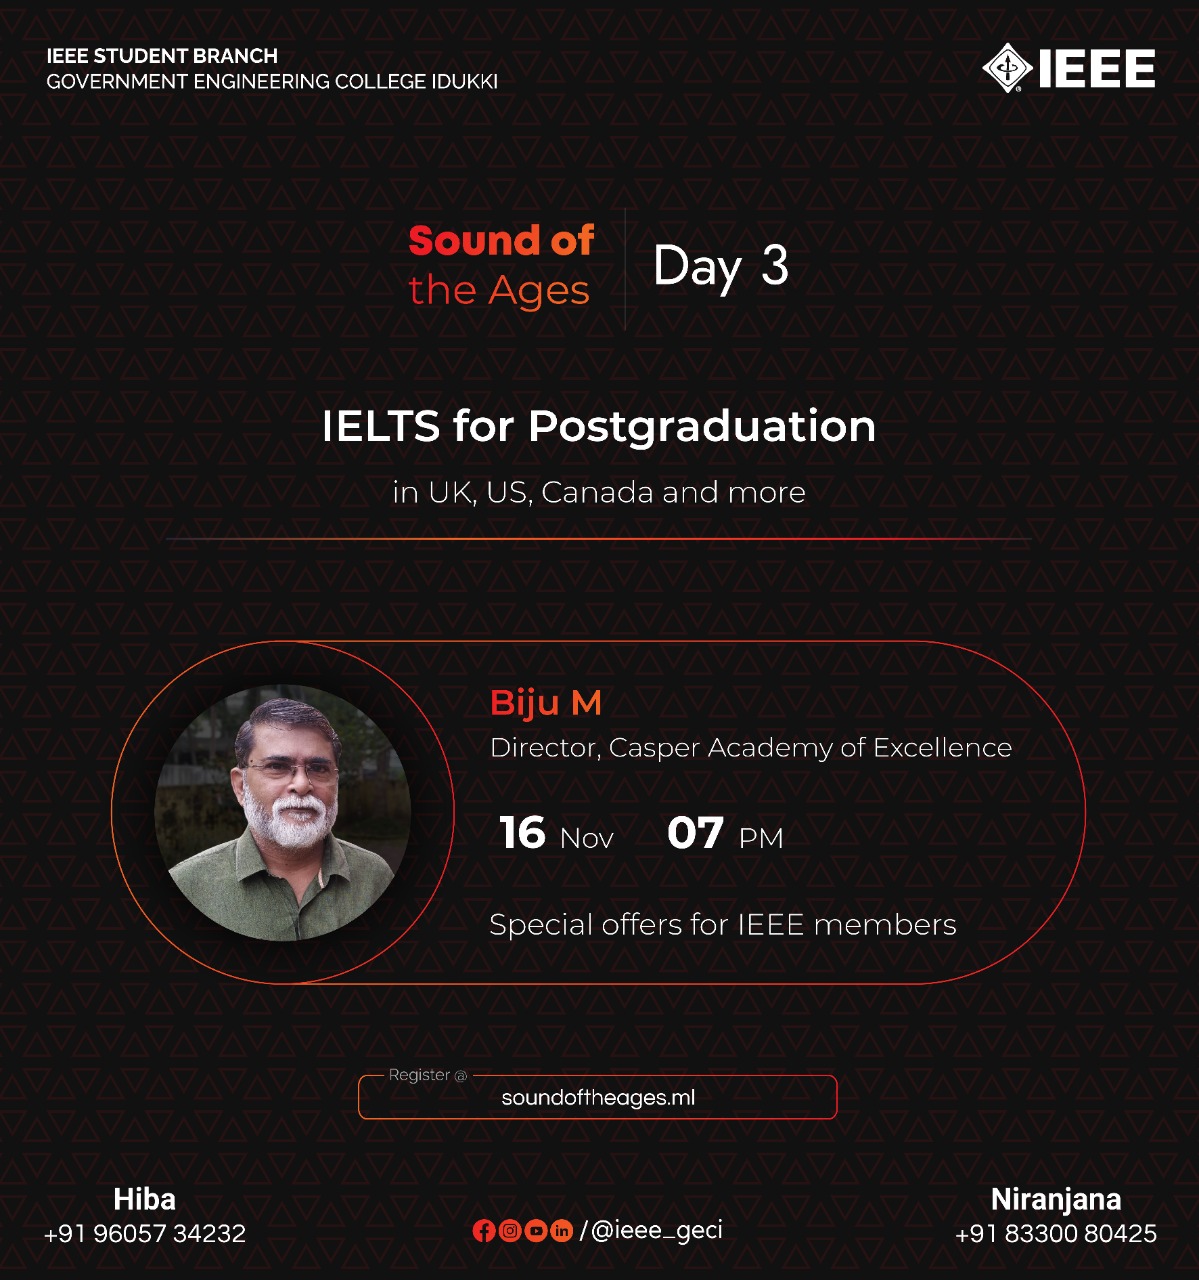 IEEE STUDENT BRANCH
GOVERNMENT ENGINEERING COLLEGE IDUKKI
IEEE
Sound of
the Ages
Day 3
IELTS for Postgraduation
in UK, US, Canada and more
Biju M
Director, Casper Academy of Excellence
16 Nov 07 PM
Special offers for IEEE members
Register @
soundoftheages.ml
Hiba
+91 96057 34232
/@ieee_geci
Niranjana
+91 83300 80425